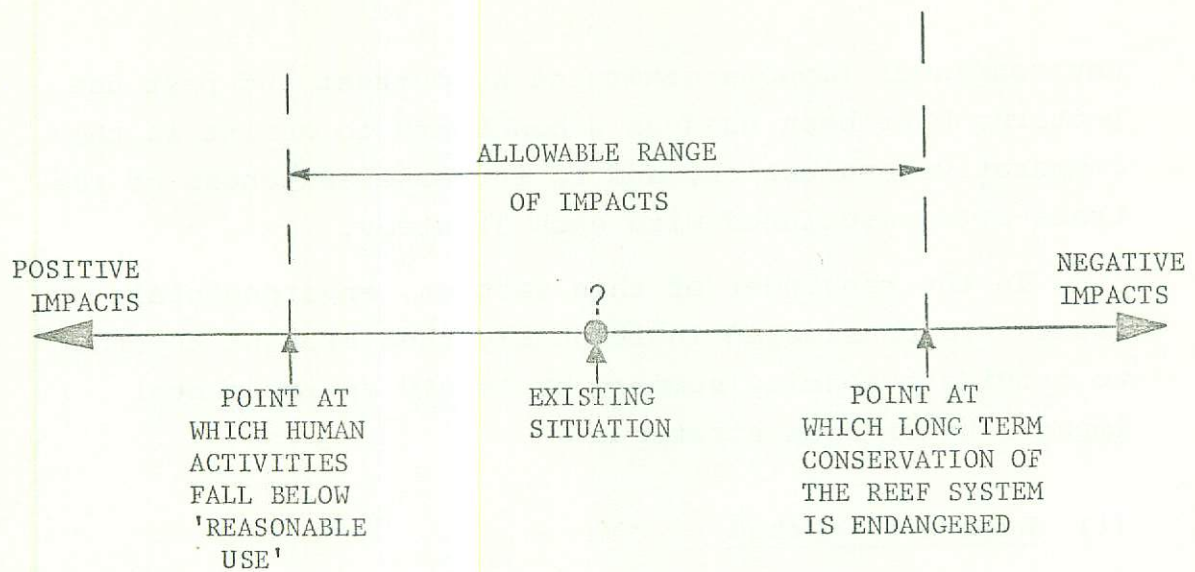 ALLOWABLE RANGE
OF IMPACTS
POSITIVE
IMPACTS
NEGATIVE
IMPACTS
?
POINT AT
WHICH HUMAN
ACTIVITIES
FALL BELOW
'REASONABLE
USE'
EXISTING
SITUATION
POINT AT
WHICH LONG TERM
CONSERVATION OF
THE REEF SYSTEM
IS ENDANGERED